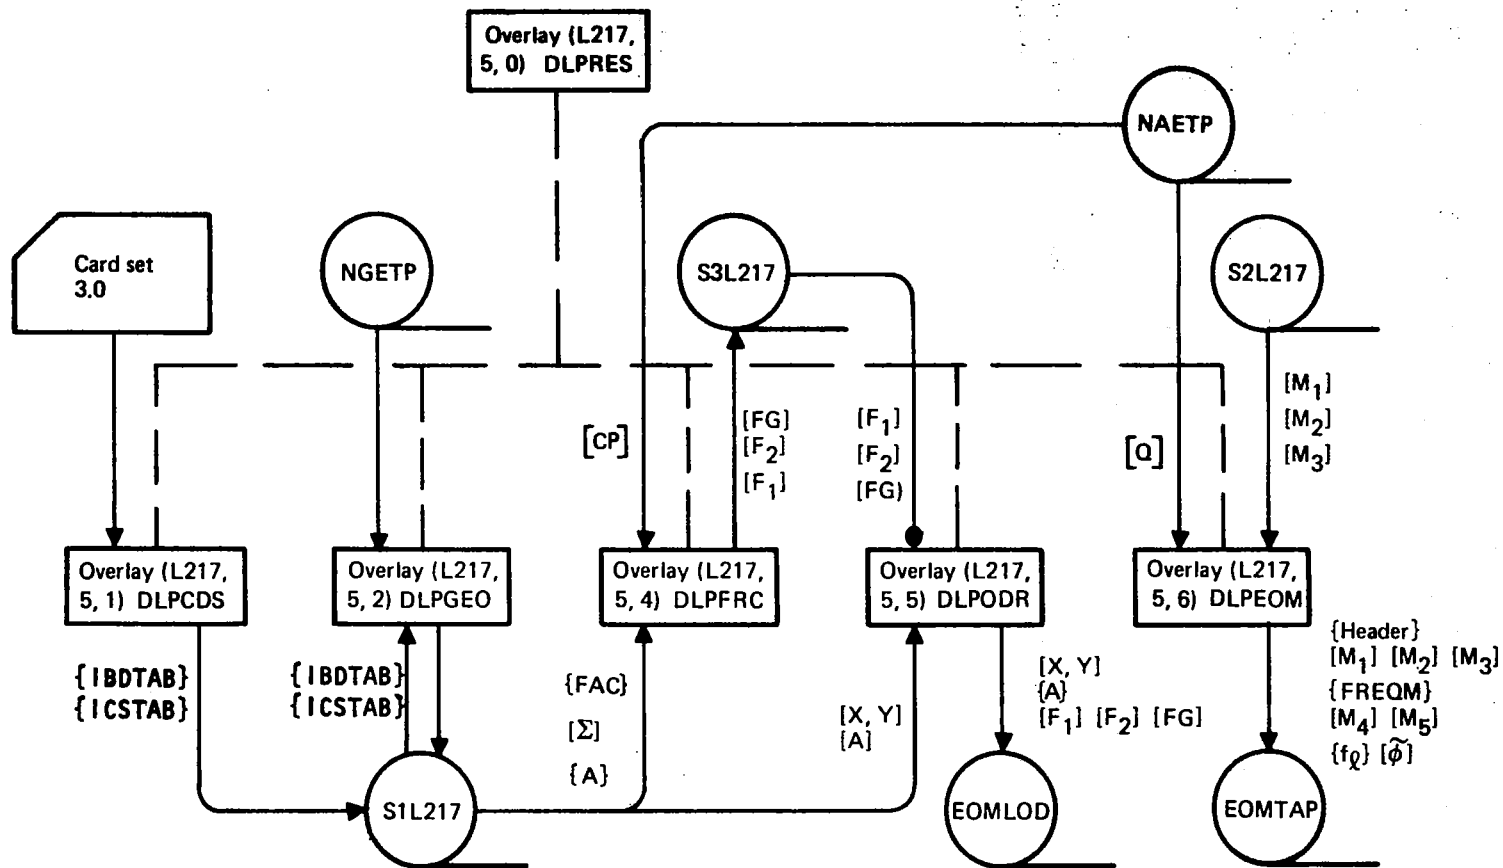 Overlay (L217,
5, 0) DLPRES
NAETP
Card set
3.0
NGETP
S3L217
S2L217
[CP]
[FG]
[F2]
[F1]
[F1]
[F2]
[FG)
[Q]
[M1]
[M2]
[M3]
Overlay (L217,
5, 1) DLPCDS
Overlay (L217,
5, 2) DLPGEO
Overlay (L217,
5, 4) DLPFRC
Overlay (L217,
5, 5) DLPODR
Overlay (L217,
5, 6) DLPEOM
{IBDTAB}
{ICSTAB}
{IBDTAB}
{ICSTAB}
{FAC}
[Σ]
{A}
[X, Y]
[A]
[X, Y]
{A}
[F1] [F2] [FG]
{Header}
[M1] [M2] [M3]
{FREQM}
[M4] [M5]
{fℓ} [φ̃]
S1L217
EOMLOD
EOMTAP